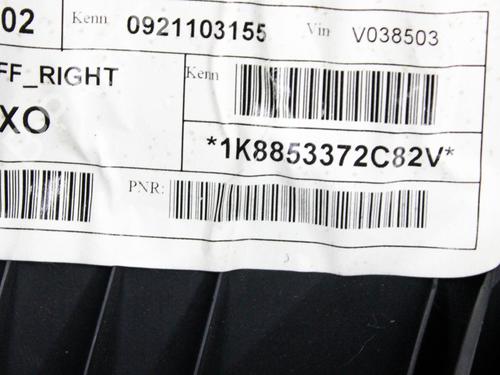 02 Kenn 0921103155 Vin V038503
FF_RIGHT Kenn
XO
*1K8853372C82V*
PNR: